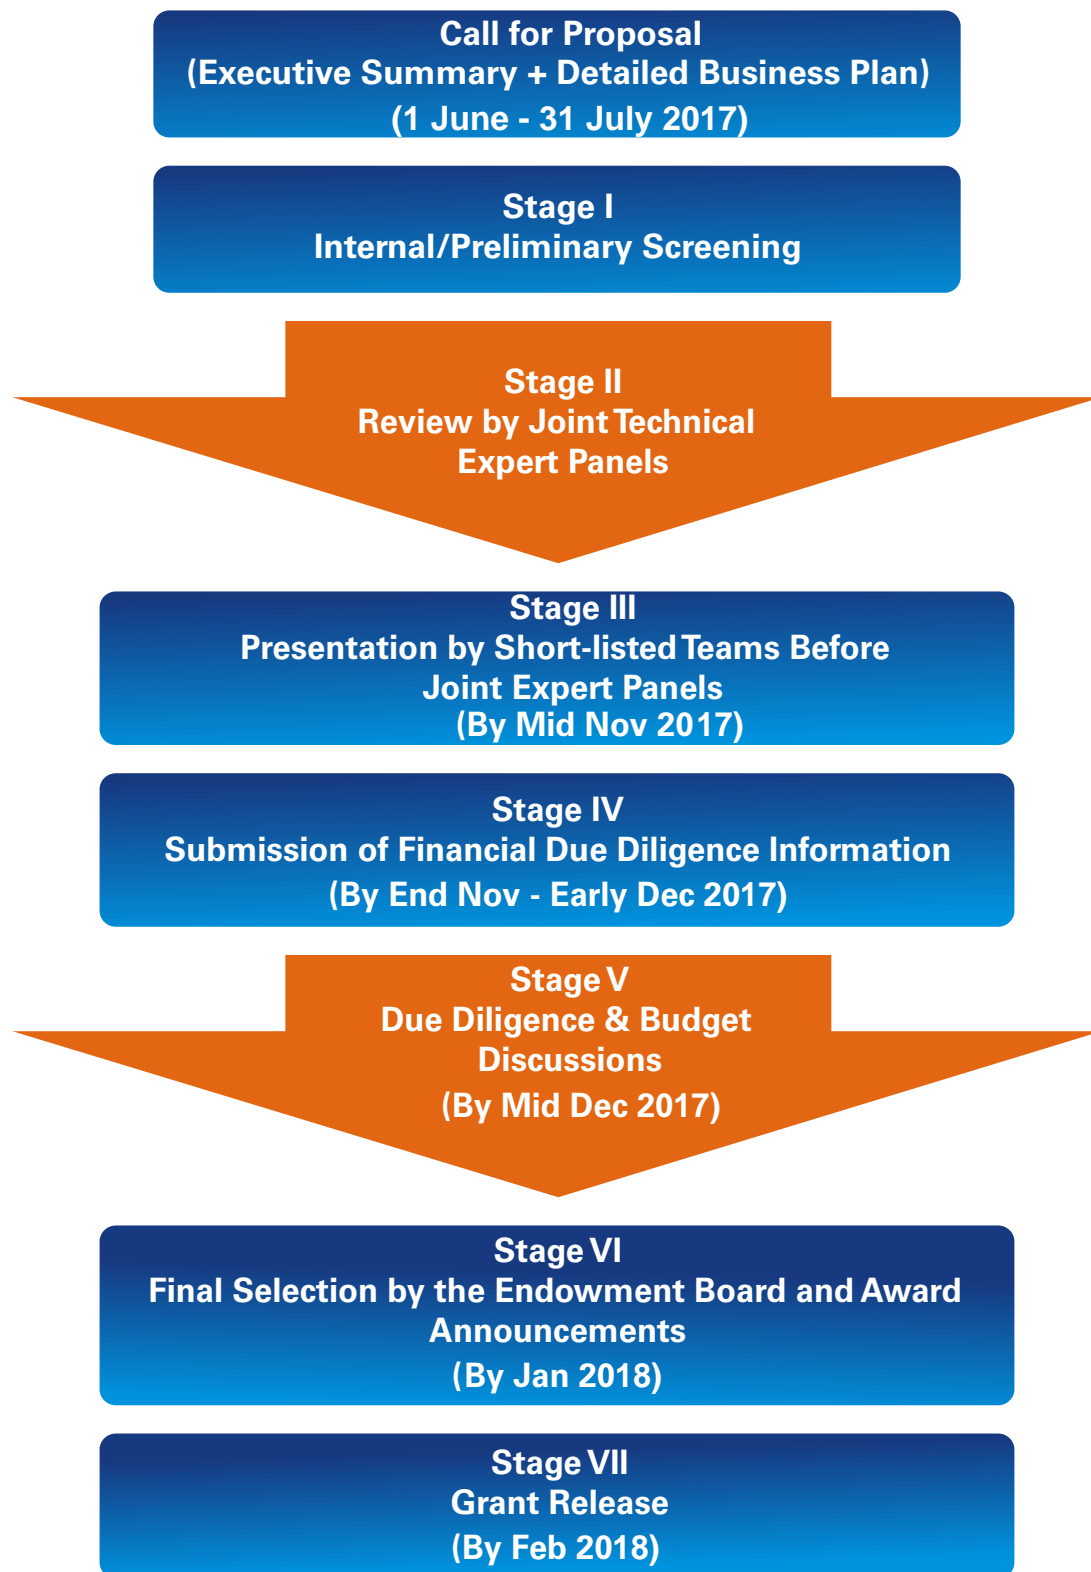 Call for Proposal
(Executive Summary + Detailed Business Plan)
(1 June - 31 July 2017)
Stage I
Internal/Preliminary Screening
Stage II
Review by Joint Technical
Expert Panels
Stage III
Presentation by Short-listed Teams Before
Joint Expert Panels
(By Mid Nov 2017)
Stage IV
Submission of Financial Due Diligence Information
(By End Nov - Early Dec 2017)
Stage V
Due Diligence & Budget
Discussions
(By Mid Dec 2017)
Stage VI
Final Selection by the Endowment Board and Award
Announcements
(By Jan 2018)
Stage VII
Grant Release
(By Feb 2018)